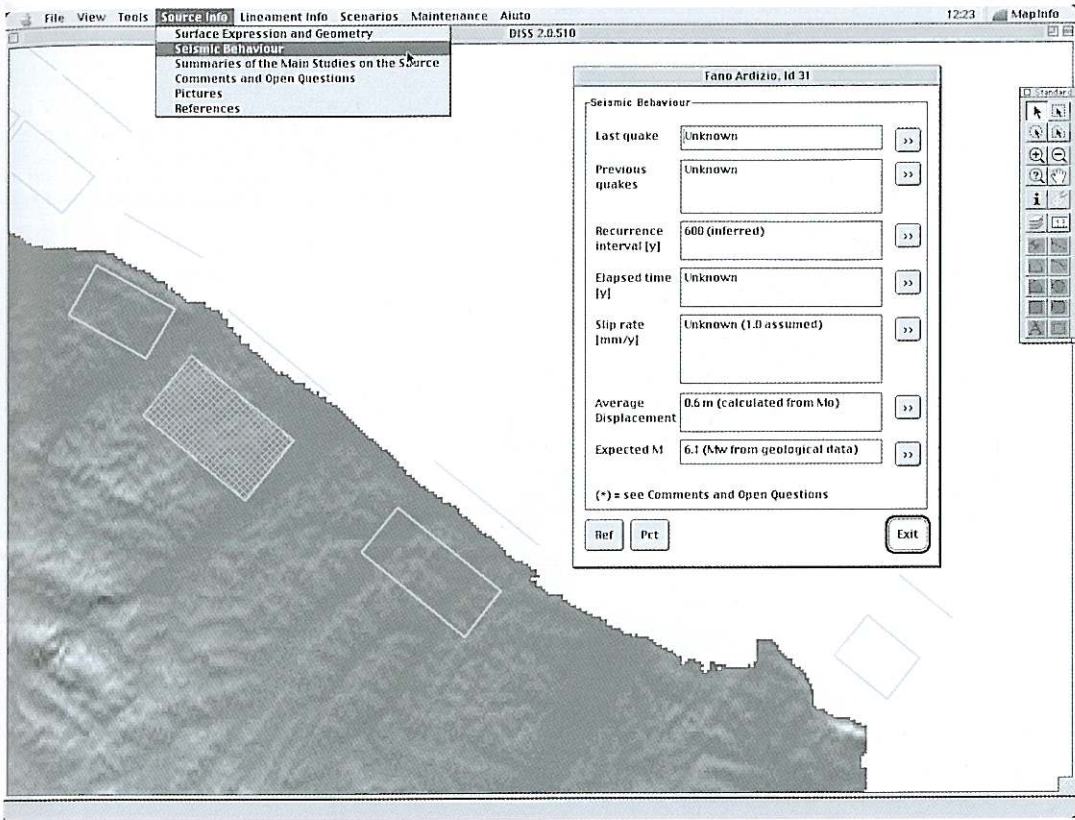 File View Tools Source Info Lineament Info Scenarios Maintenance Aiuto 12:23 MapInfo
DISS 2.0.510
Surface Expression and Geometry
Seismic Behaviour
Summaries of the Main Studies on the Source
Comments and Open Questions
Pictures
References
Fano Ardizio, Id 31
Standard
Seismic Behaviour
Last quake Unknown >>
Previous quakes Unknown >>
Recurrence interval [y] 600 (inferred) >>
Elapsed time [y] Unknown >>
Slip rate [mm/y] Unknown (1.0 assumed) >>
Average Displacement 0.6 m (calculated from Mo) >>
Expected M 6.1 (Mw from geological data) >>
(*) = see Comments and Open Questions
Ref Pct Exit